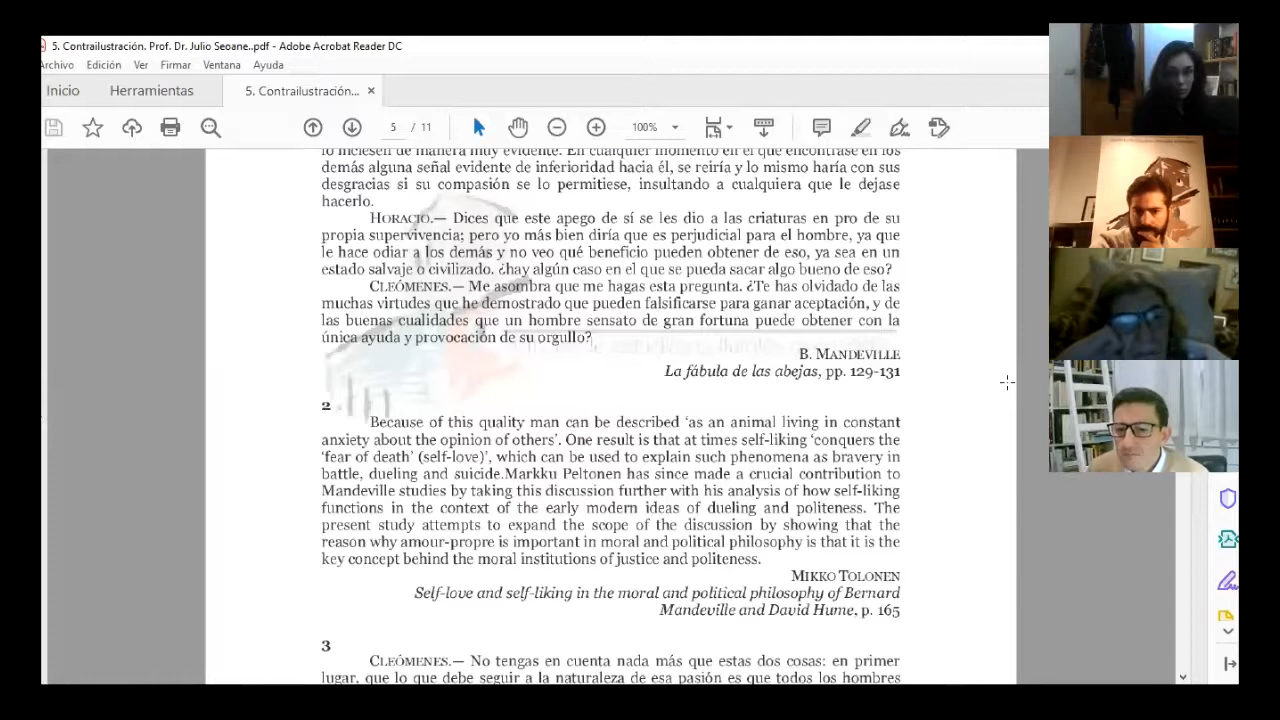 5. Contrailustración. Prof. Dr. Julio Seoane..pdf - Adobe Acrobat Reader DC
Archivo Edición Ver Firmar Ventana Ayuda
Inicio Herramientas 5. Contrailustración... ×
5 / 11 100%
lo hiciesen de manera muy evidente. En cualquier momento en el que encontrase en los
demás alguna señal evidente de inferioridad hacia él, se reiría y lo mismo haría con sus
desgracias si su compasión se lo permitiese, insultando a cualquiera que le dejase
hacerlo.
HORACIO.— Dices que este apego de sí se les dio a las criaturas en pro de su
propia supervivencia; pero yo más bien diría que es perjudicial para el hombre, ya que
le hace odiar a los demás y no veo qué beneficio pueden obtener de eso, ya sea en un
estado salvaje o civilizado. ¿hay algún caso en el que se pueda sacar algo bueno de eso?
CLEÓMENES.— Me asombra que me hagas esta pregunta. ¿Te has olvidado de las
muchas virtudes que he demostrado que pueden falsificarse para ganar aceptación, y de
las buenas cualidades que un hombre sensato de gran fortuna puede obtener con la
única ayuda y provocación de su orgullo?
B. MANDEVILLE
La fábula de las abejas, pp. 129-131
2
Because of this quality man can be described ‘as an animal living in constant
anxiety about the opinion of others’. One result is that at times self-liking ‘conquers the
‘fear of death’ (self-love)’, which can be used to explain such phenomena as bravery in
battle, dueling and suicide.Markku Peltonen has since made a crucial contribution to
Mandeville studies by taking this discussion further with his analysis of how self-liking
functions in the context of the early modern ideas of dueling and politeness. The
present study attempts to expand the scope of the discussion by showing that the
reason why amour-propre is important in moral and political philosophy is that it is the
key concept behind the moral institutions of justice and politeness.
MIKKO TOLONEN
Self-love and self-liking in the moral and political philosophy of Bernard
Mandeville and David Hume, p. 165
3
CLEÓMENES.— No tengas en cuenta nada más que estas dos cosas: en primer
lugar, que lo que debe seguir a la naturaleza de esa pasión es que todos los hombres